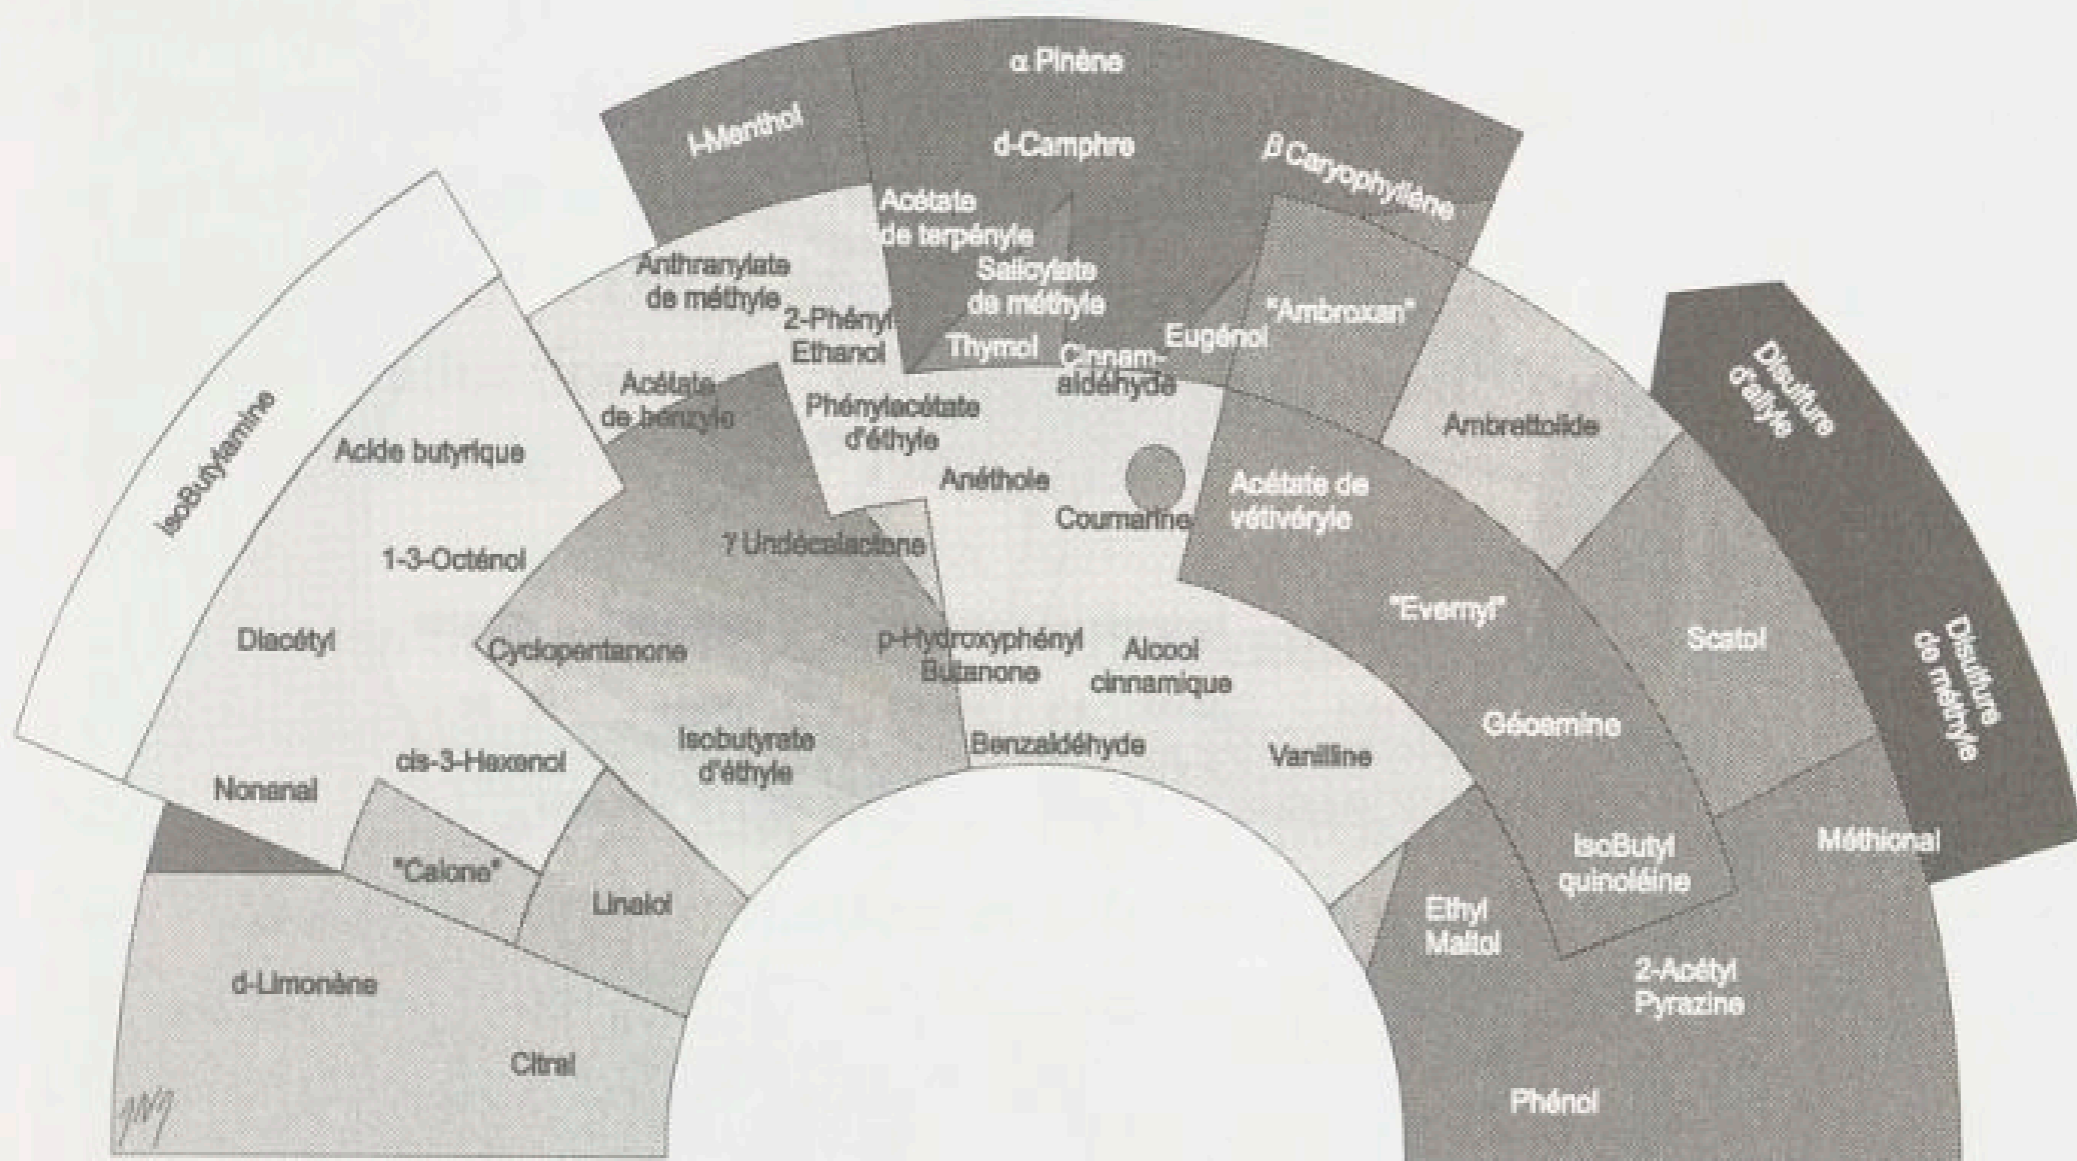 α Pinène
l-Menthol
d-Camphre
β Caryophyllène
Acétate
de terpényle
Anthranylate
de méthyle
Salicylate
de méthyle
"Ambroxan"
2-Phényl
Ethanol
Thymol
Eugénol
Cinnam-
aldéhyde
Disulfure
d'allyle
Acétate
de benzyle
Phénylacétate
d'éthyle
Ambrettolide
isoButylamine
Acide butyrique
Anéthole
Coumarine
Acétate de
vétivéryle
1-3-Octénol
γ Undécalactone
"Evernyl"
Diacétyl
Cyclopentanone
p-Hydroxyphényl
Butanone
Alcool
cinnamique
Scatol
Disulfure
de méthyle
Géosmine
Isobutyrate
d'éthyle
Benzaldéhyde
Vanilline
cis-3-Hexenol
Nonanal
"Calone"
Linalol
IsoButyl
quinoléine
Méthional
Ethyl
Maltol
d-Limonène
2-Acétyl
Pyrazine
Citral
Phénol